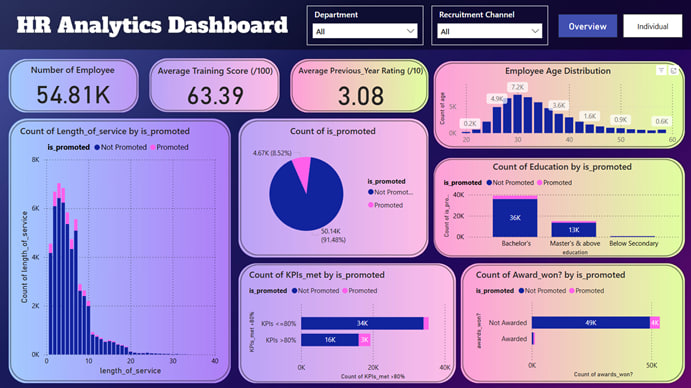 HR Analytics Dashboard
Department
All
Recruitment Channel
All
Overview
Individual
Number of Employee
54.81K
Average Training Score (/100)
63.39
Average Previous_Year Rating (/10)
3.08
Employee Age Distribution
Count of age
5K
0K
0.2K
4.9K
7.2K
3.6K
1.6K
0.9K
0.6K
20
30
40
50
60
Count of Length_of_service by is_promoted
is_promoted Not Promoted Promoted
Count of length_of_service
8K
6K
4K
2K
0K
0
10
20
30
40
length_of_service
Count of is_promoted
4.67K (8.52%)
50.14K
(91.48%)
is_promoted
Not Promot...
Promoted
Count of Education by is_promoted
is_promoted Not Promoted Promoted
Count of is_pro...
40K
20K
0K
36K
13K
Bachelor's
Master's & above
Below Secondary
education
Count of KPIs_met by is_promoted
is_promoted Not Promoted Promoted
KPIs_met >80%
KPIs <=80%
34K
KPIs >80%
16K
3K
0K
20K
40K
Count of KPIs_met >80%
Count of Award_won? by is_promoted
is_promoted Not Promoted Promoted
awards_won?
Not Awarded
49K
4K
Awarded
0K
50K
Count of awards_won?